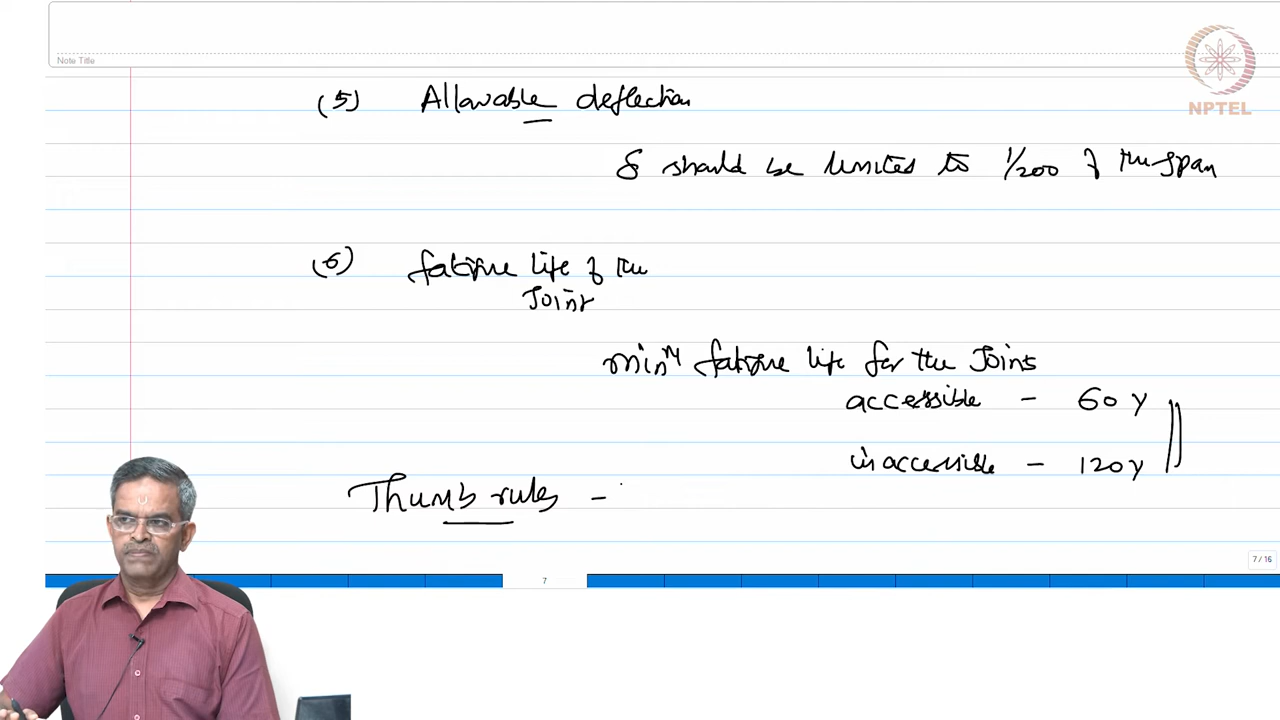 NPTEL
Note Title
(5) Allowable deflection
δ should be limited to 1/200 of the span
(6) fatigue life of the
Joint
minm fatigue life for the Joints
accessible - 60 y
inaccessible - 120 y
Thumb rules -
7 / 16
7